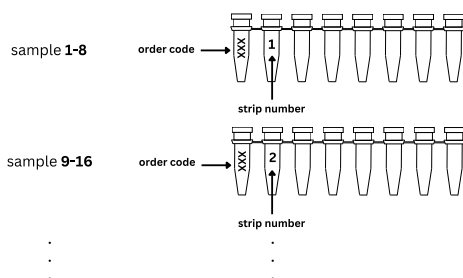 sample 1-8
order code
XXX
1
strip number
sample 9-16
order code
XXX
2
strip number
.
.
.
.